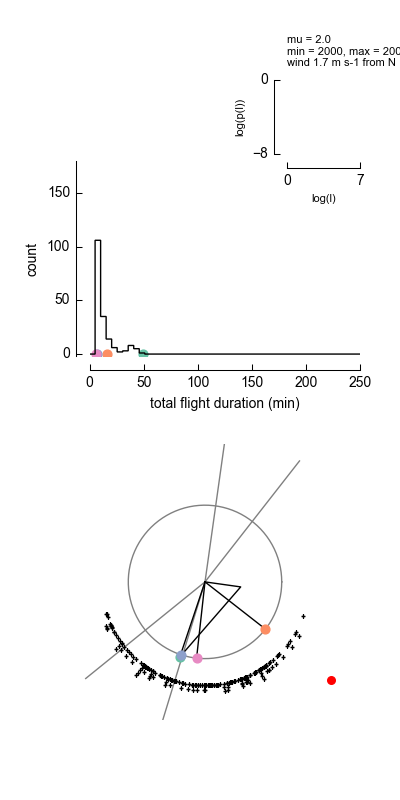 mu = 2.0
min = 2000, max = 200
wind 1.7 m s-1 from N
0
log(p(l))
−8
0 7
log(l)
150
100
50
0
count
0 50 100 150 200 250
total flight duration (min)